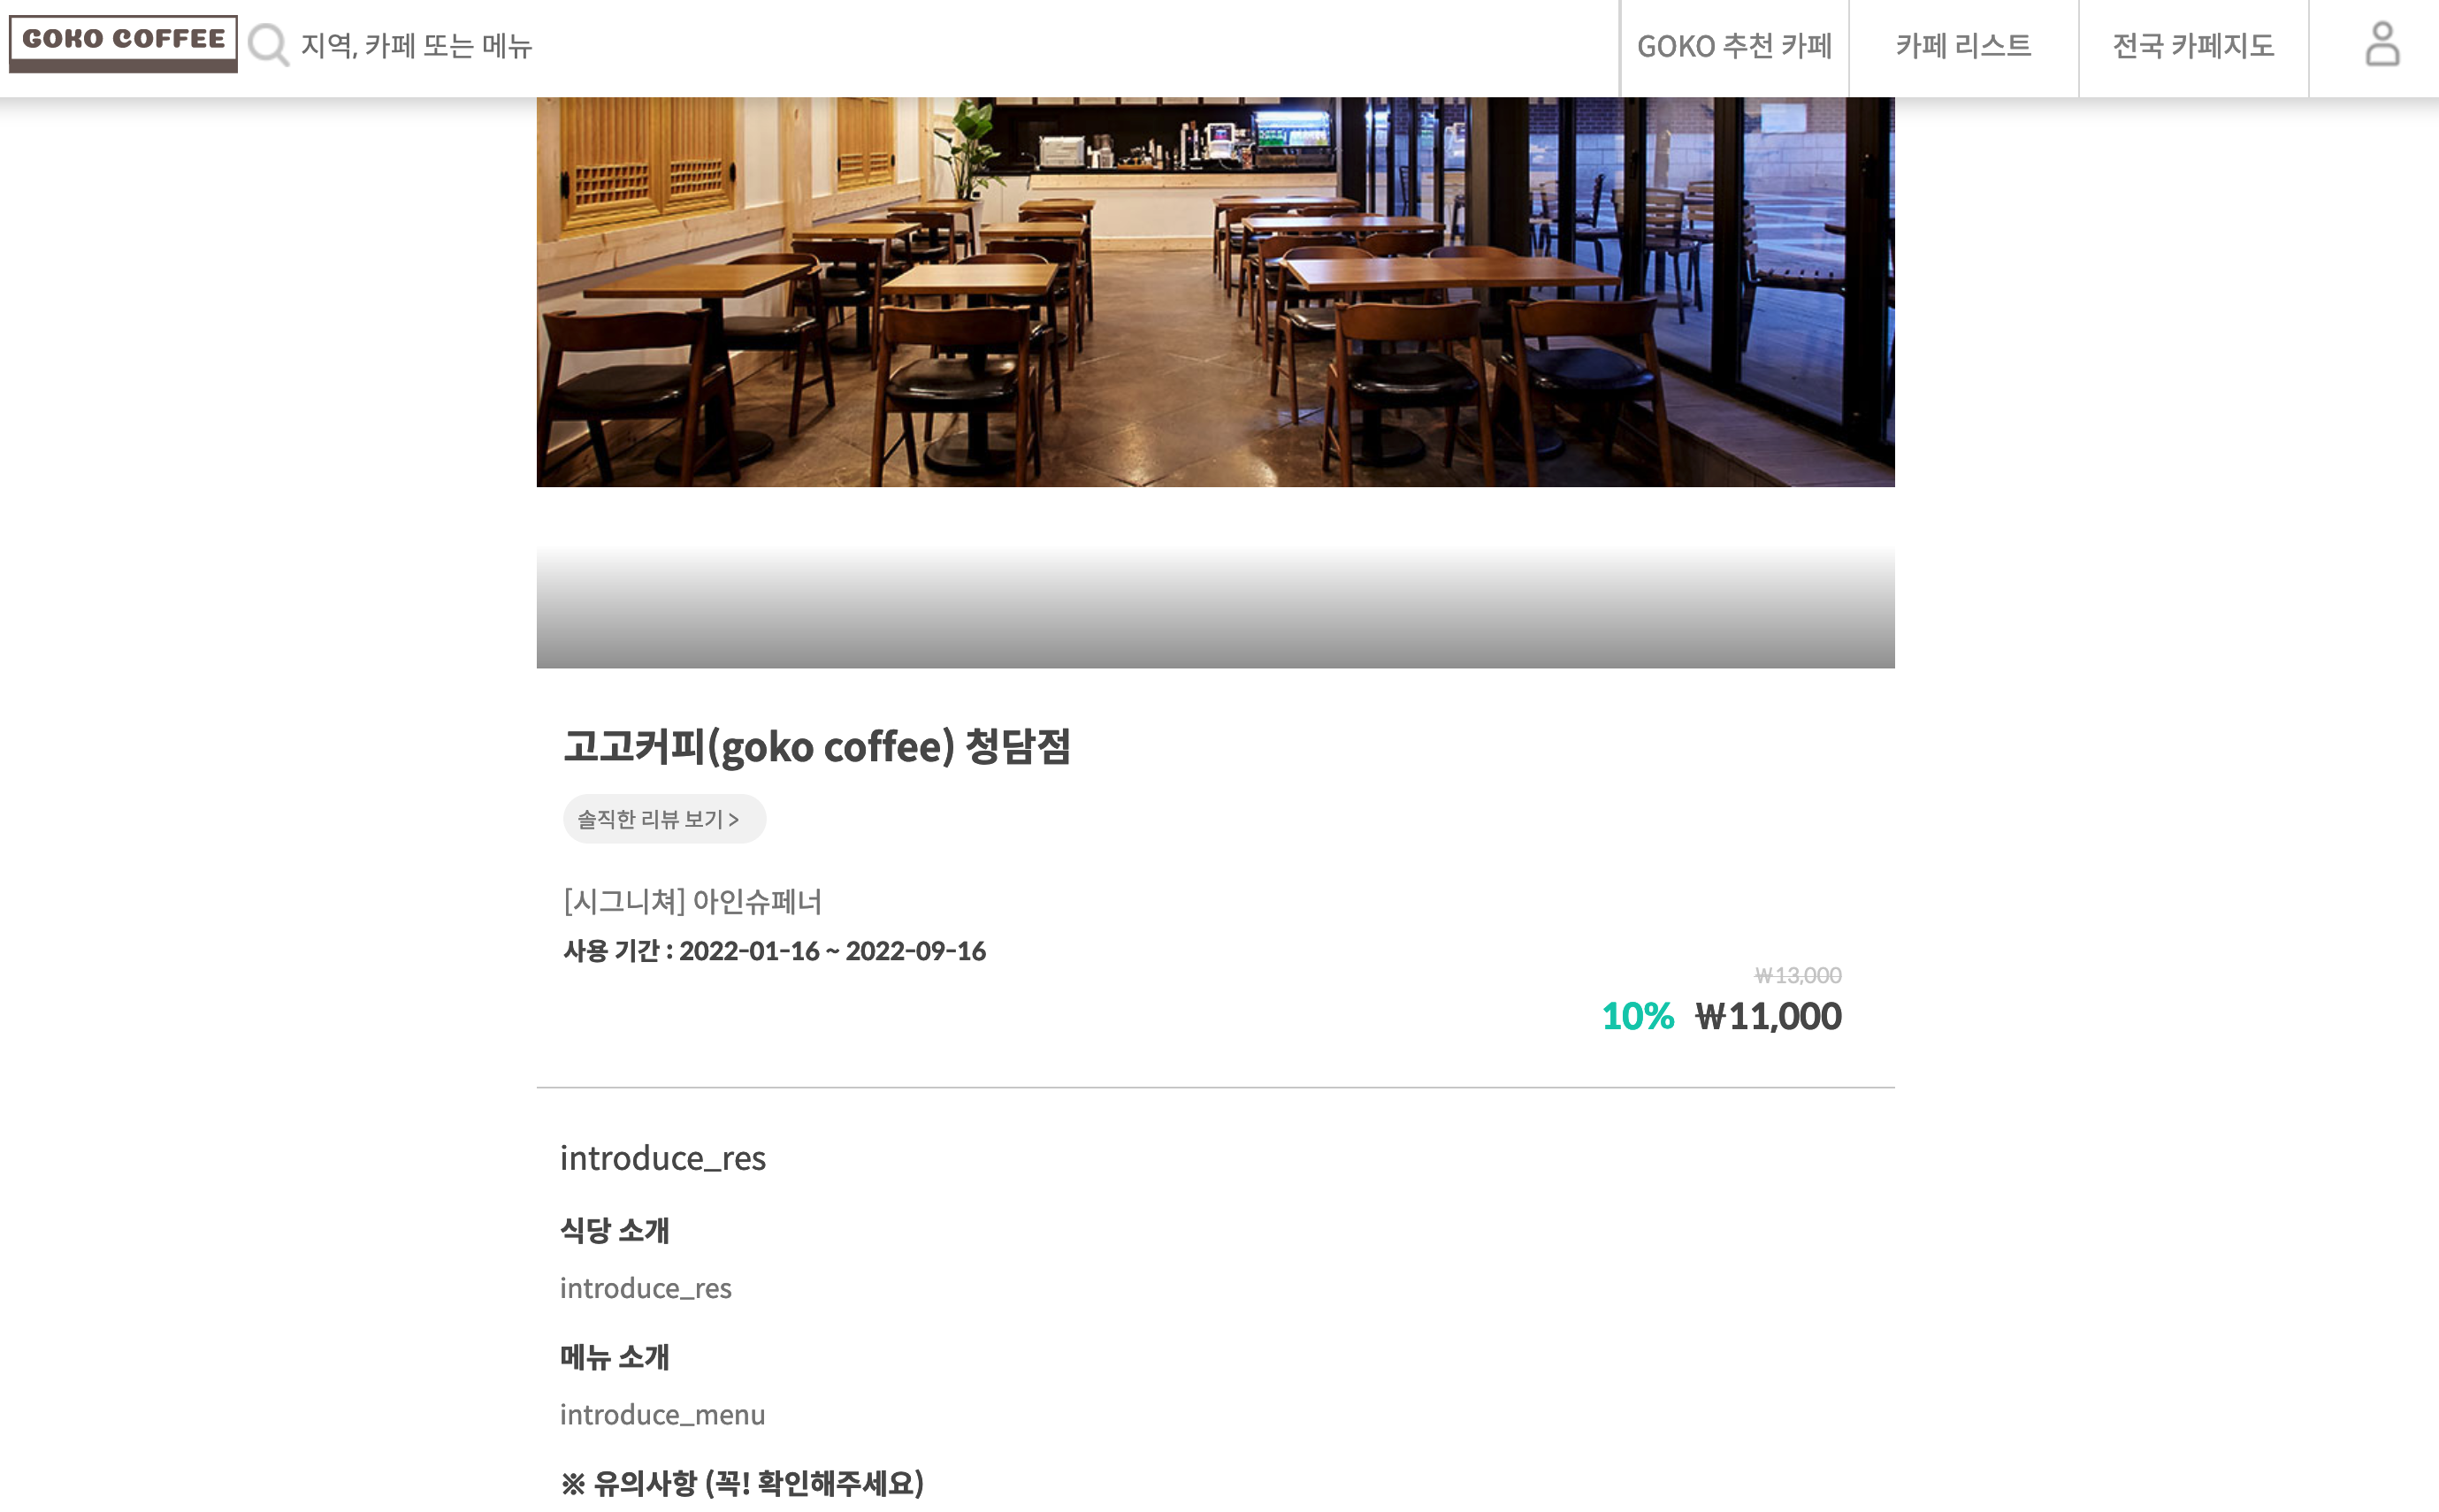 GOKO COFFEE
지역, 카페 또는 메뉴
GOKO 추천 카페
카페 리스트
전국 카페지도
고고커피(goko coffee) 청담점
솔직한 리뷰 보기 >
[시그니쳐] 아인슈페너
사용 기간 : 2022-01-16 ~ 2022-09-16
₩13,000
10% ₩11,000
introduce_res
식당 소개
introduce_res
메뉴 소개
introduce_menu
※ 유의사항 (꼭! 확인해주세요)